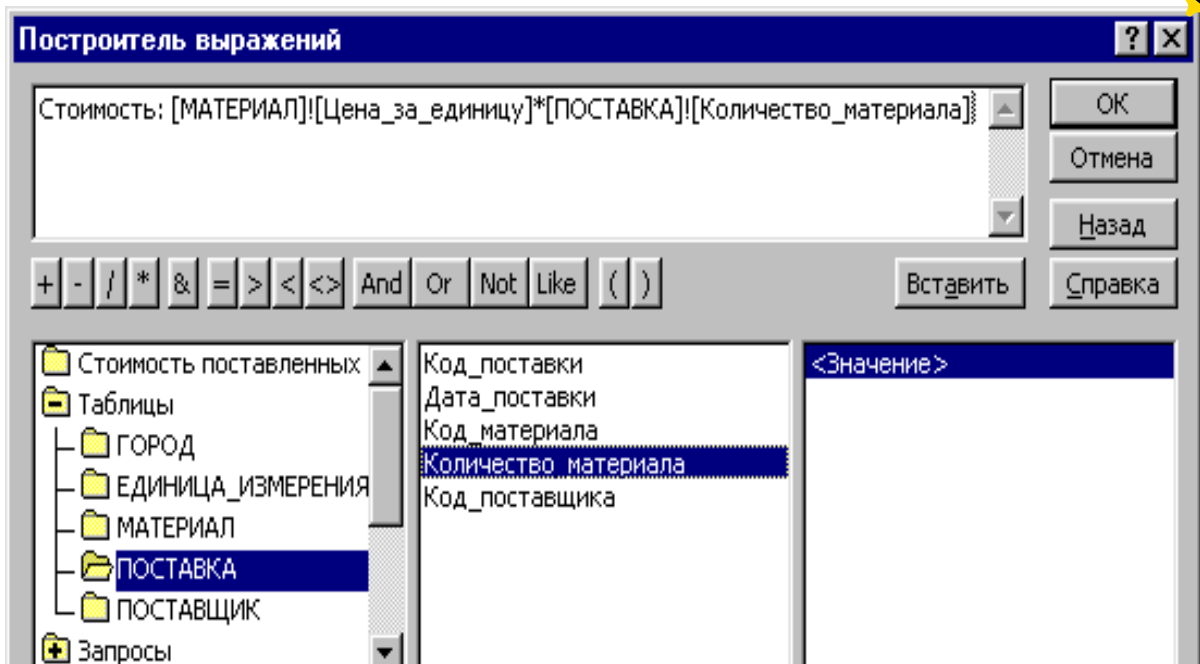 Построитель выражений
? X
Стоимость: [МАТЕРИАЛ]![Цена_за_единицу]*[ПОСТАВКА]![Количество_материала]
ОК
Отмена
Назад
+ - / * & = > < <> And Or Not Like ( ) Вставить Справка
Стоимость поставленных
Таблицы
ГОРОД
ЕДИНИЦА_ИЗМЕРЕНИЯ
МАТЕРИАЛ
ПОСТАВКА
ПОСТАВЩИК
Запросы
Код_поставки
Дата_поставки
Код_материала
Количество_материала
Код_поставщика
<Значение>